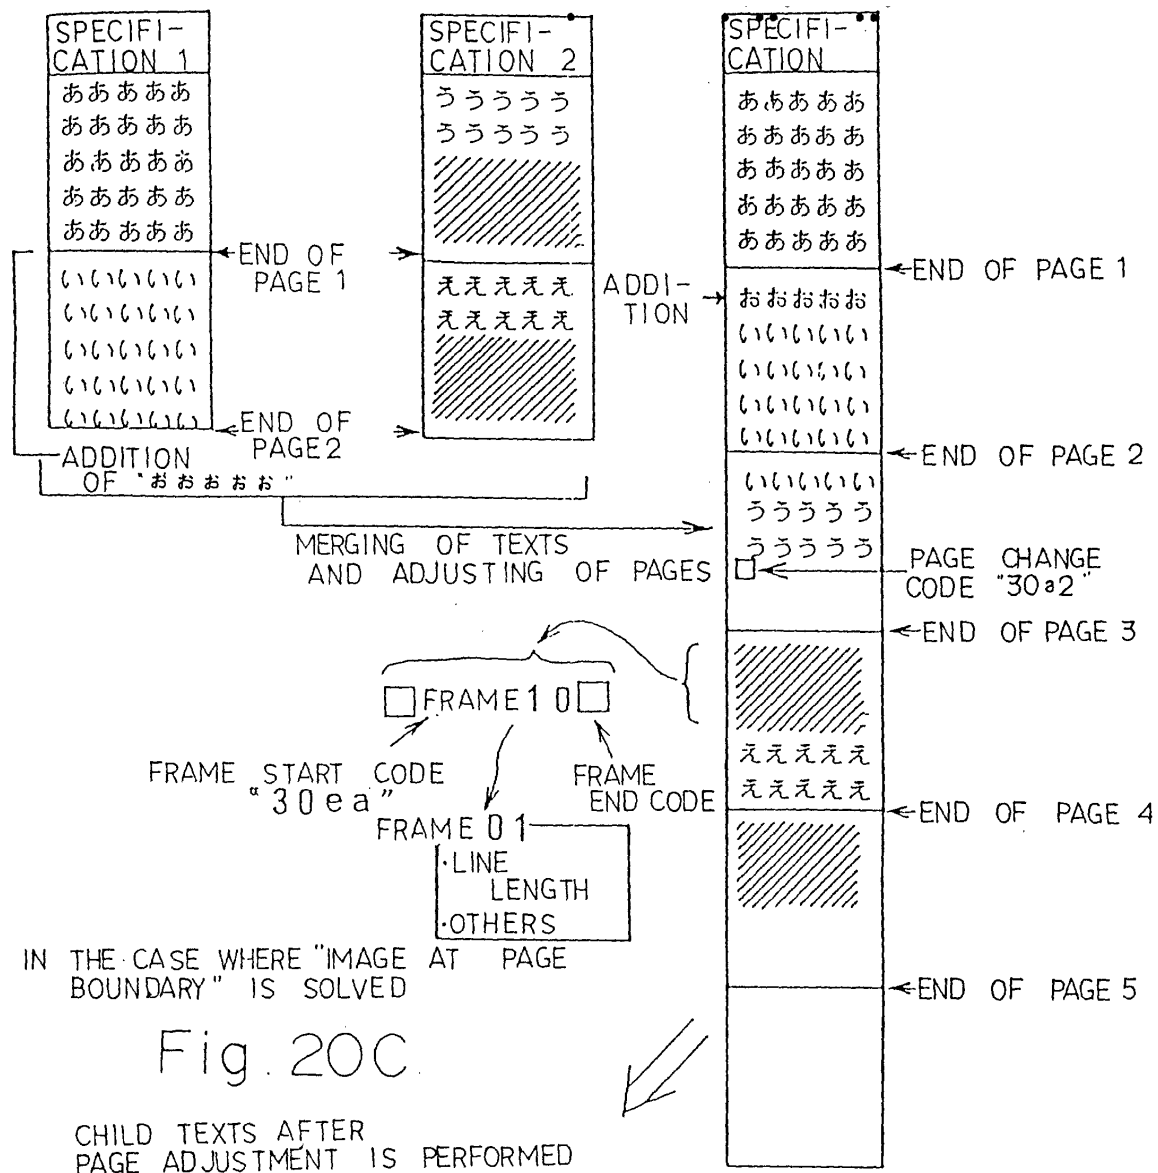 SPECIFI-
CATION 1
あああああ
あああああ
あああああ
あああああ
あああああ
いいいいい
いいいいい
いいいいい
いいいいい
いいいいい
END OF
PAGE 1
END OF
PAGE2
ADDITION
OF "おおおおお"
SPECIFI-
CATION 2
ううううう
ううううう
えええええ
えええええ
ADDI-
TION
SPECIFI-
CATION
あああああ
あああああ
あああああ
あああああ
あああああ
END OF PAGE 1
おおおおお
いいいいい
いいいいい
いいいいい
いいいいい
END OF PAGE 2
いいいいい
ううううう
ううううう
PAGE CHANGE
CODE "30a2"
END OF PAGE 3
えええええ
えええええ
END OF PAGE 4
END OF PAGE 5
MERGING OF TEXTS
AND ADJUSTING OF PAGES
□FRAME10□
FRAME START CODE
"30ea"
FRAME
END CODE
FRAME01
・LINE
LENGTH
・OTHERS
IN THE CASE WHERE "IMAGE AT PAGE
BOUNDARY" IS SOLVED
Fig. 20C
CHILD TEXTS AFTER
PAGE ADJUSTMENT IS PERFORMED